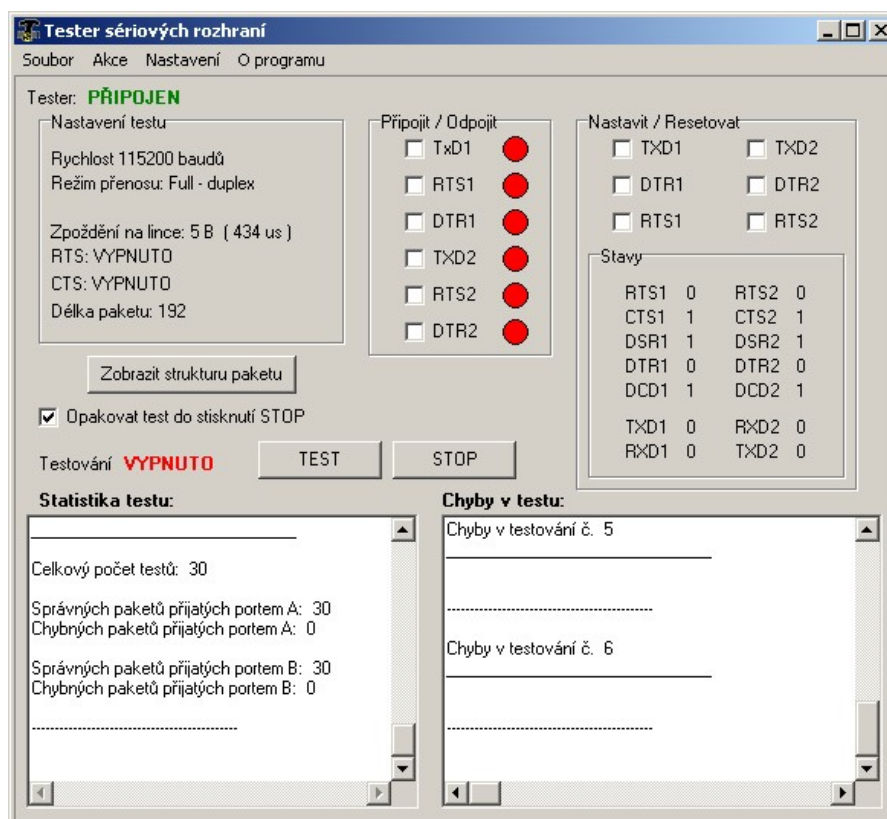 Tester sériových rozhraní
Soubor Akce Nastavení O programu
Tester: PŘIPOJEN
Nastavení testu
Rychlost 115200 baudů
Režim přenosu: Full - duplex
Zpoždění na lince: 5 B ( 434 us )
RTS: VYPNUTO
CTS: VYPNUTO
Délka paketu: 192
Zobrazit strukturu paketu
Opakovat test do stisknutí STOP
Testování VYPNUTO
TEST
STOP
Připojit / Odpojit
TxD1
RTS1
DTR1
TXD2
RTS2
DTR2
Nastavit / Resetovat
TXD1 TXD2
DTR1 DTR2
RTS1 RTS2
Stavy
RTS1 0 RTS2 0
CTS1 1 CTS2 1
DSR1 1 DSR2 1
DTR1 0 DTR2 0
DCD1 1 DCD2 1
TXD1 0 RXD2 0
RXD1 0 TXD2 0
Statistika testu:
Celkový počet testů: 30
Správných paketů přijatých portem A: 30
Chybných paketů přijatých portem A: 0
Správných paketů přijatých portem B: 30
Chybných paketů přijatých portem B: 0
Chyby v testu:
Chyby v testování č. 5
Chyby v testování č. 6